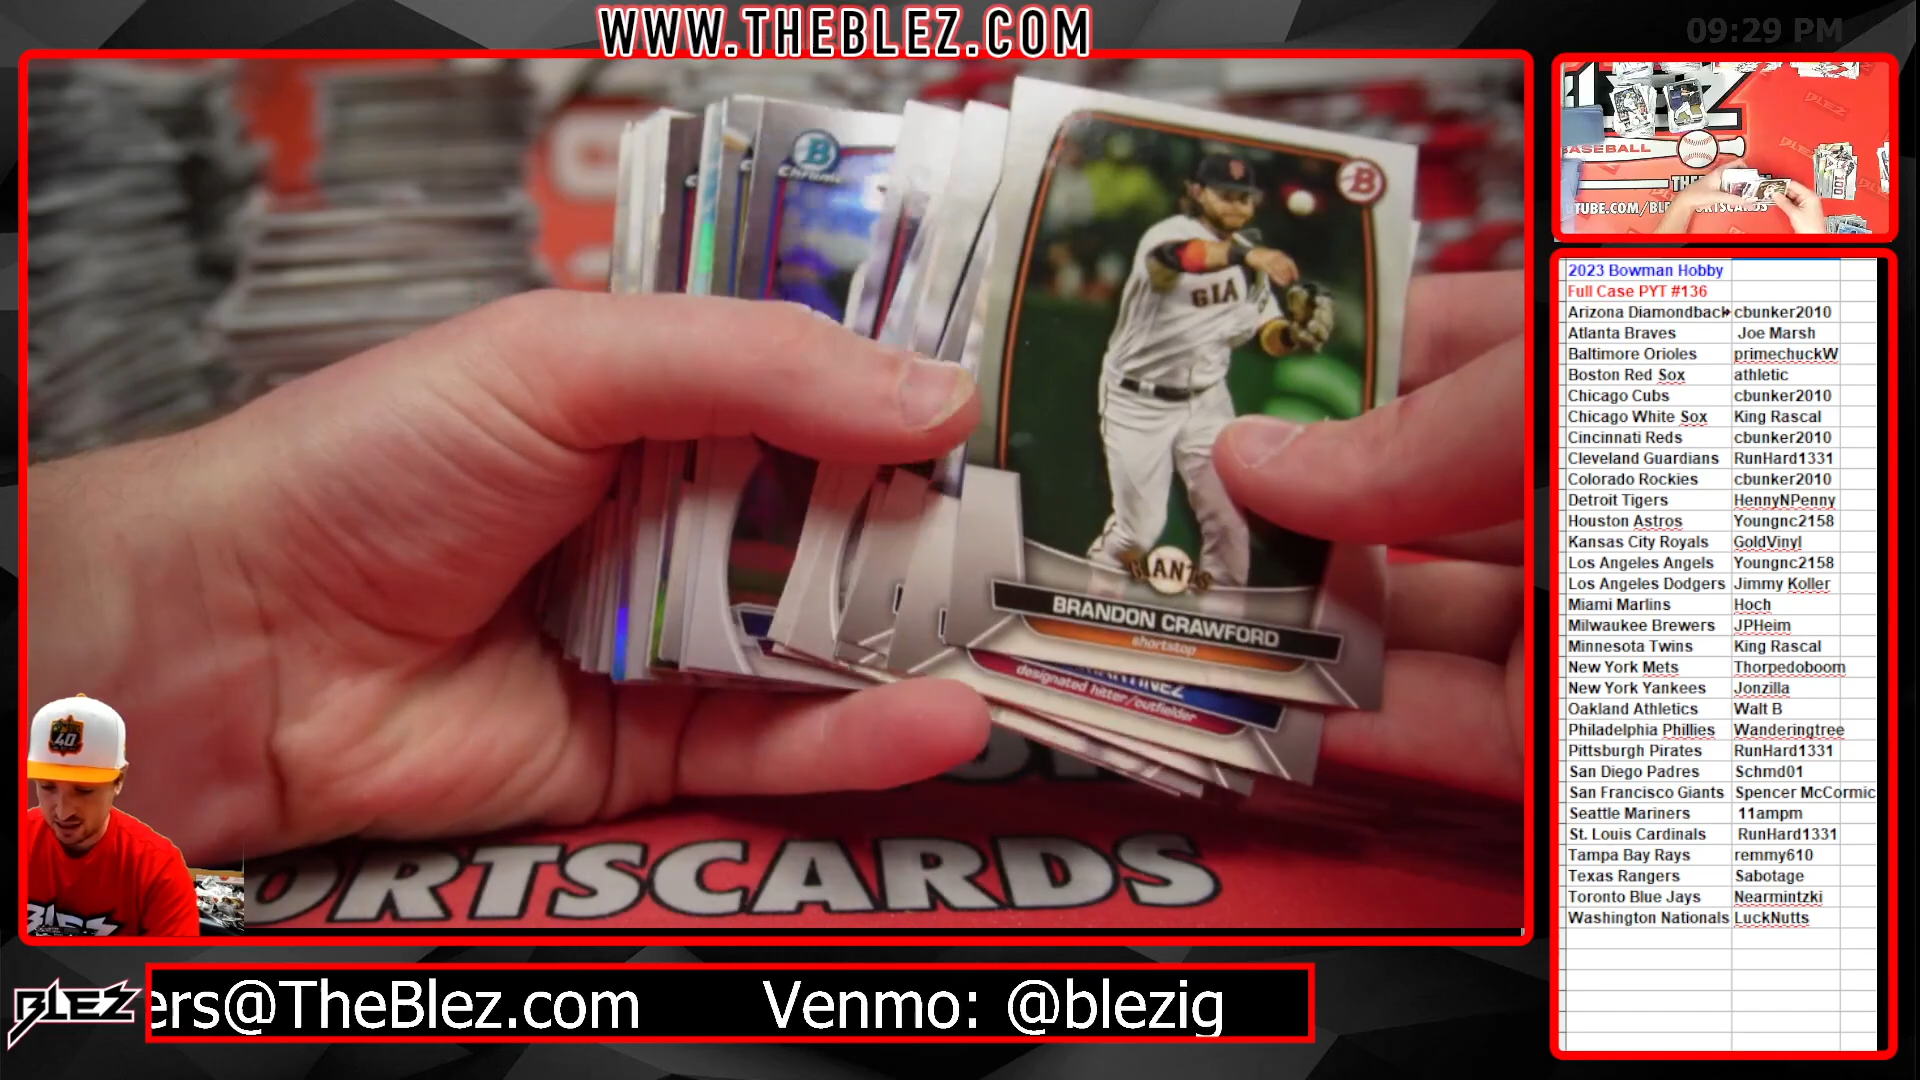 WWW.THEBLEZ.COM
09:29 PM
B
Chrome
B
GIA
GIANTS
BRANDON CRAWFORD
shortstop
designated hitter/outfielder
40
ORTSCARDS
BLEZ
ers@TheBlez.com Venmo: @blezig
BASEBALL
BLEZ
100
2023 Bowman Hobby
Full Case PYT #136
Arizona Diamondback cbunker2010
Atlanta Braves Joe Marsh
Baltimore Orioles primechuckW
Boston Red Sox athletic
Chicago Cubs cbunker2010
Chicago White Sox King Rascal
Cincinnati Reds cbunker2010
Cleveland Guardians RunHard1331
Colorado Rockies cbunker2010
Detroit Tigers HennyNPenny
Houston Astros Youngnc2158
Kansas City Royals GoldVinyl
Los Angeles Angels Youngnc2158
Los Angeles Dodgers Jimmy Koller
Miami Marlins Hoch
Milwaukee Brewers JPHeim
Minnesota Twins King Rascal
New York Mets Thorpedoboom
New York Yankees Jonzilla
Oakland Athletics Walt B
Philadelphia Phillies Wanderingtree
Pittsburgh Pirates RunHard1331
San Diego Padres Schmd01
San Francisco Giants Spencer McCormic
Seattle Mariners 11ampm
St. Louis Cardinals RunHard1331
Tampa Bay Rays remmy610
Texas Rangers Sabotage
Toronto Blue Jays Nearmintzki
Washington Nationals LuckNutts